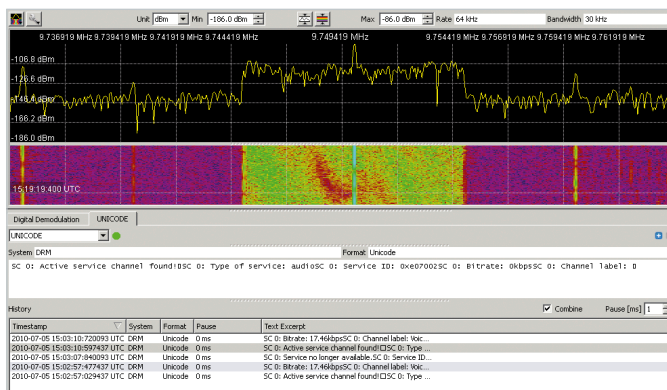 Unit dBm Min -186.0 dBm Max -86.0 dBm Rate 64 kHz Bandwidth 30 kHz
9.736919 MHz 9.739419 MHz 9.741919 MHz 9.744419 MHz 9.749419 MHz 9.754419 MHz 9.756919 MHz 9.759419 MHz 9.761919 MHz
-106.8 dBm
-126.6 dBm
-146.4 dBm
-166.2 dBm
-186.0 dBm
15:19:19:400 UTC
Digital Demodulation UNICODE
UNICODE
System DRM Format Unicode
SC 0: Active service channel found!□SC 0: Type of service: audioSC 0: Service ID: 0xe07002SC 0: Bitrate: 0kbpsSC 0: Channel label: □
History Combine Pause [ms] 1
Timestamp System Format Pause Text Excerpt
2010-07-05 15:03:10:720093 UTC DRM Unicode 0 ms SC 0: Bitrate: 17.46kbpsSC 0: Channel label: Voic...
2010-07-05 15:03:10:597437 UTC DRM Unicode 0 ms SC 0: Active service channel found!□SC 0: Type ...
2010-07-05 15:03:07:840093 UTC DRM Unicode 0 ms SC 0: Service no longer available.SC 0: Service ID...
2010-07-05 15:02:57:477437 UTC DRM Unicode 0 ms SC 0: Bitrate: 17.46kbpsSC 0: Channel label: Voic...
2010-07-05 15:02:57:029437 UTC DRM Unicode 0 ms SC 0: Active service channel found!□SC 0: Type ...